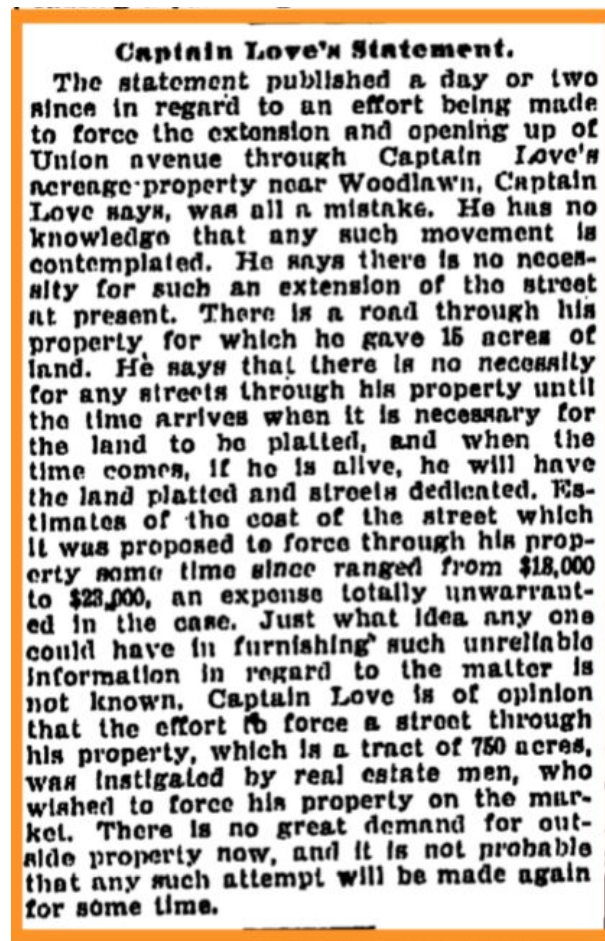 Captain Love's Statement.
The statement published a day or two
since in regard to an effort being made
to force the extension and opening up of
Union avenue through Captain Love's
acreage property near Woodlawn, Captain
Love says, was all a mistake. He has no
knowledge that any such movement is
contemplated. He says there is no neces-
sity for such an extension of the street
at present. There is a road through his
property for which he gave 15 acres of
land. He says that there is no necessity
for any streets through his property until
the time arrives when it is necessary for
the land to be platted, and when the
time comes, if he is alive, he will have
the land platted and streets dedicated. Es-
timates of the cost of the street which
it was proposed to force through his prop-
erty some time since ranged from $18,000
to $23,000, an expense totally unwarrant-
ed in the case. Just what idea any one
could have in furnishing such unreliable
information in regard to the matter is
not known. Captain Love is of opinion
that the effort to force a street through
his property, which is a tract of 750 acres,
was instigated by real estate men, who
wished to force his property on the mar-
ket. There is no great demand for out-
side property now, and it is not probable
that any such attempt will be made again
for some time.